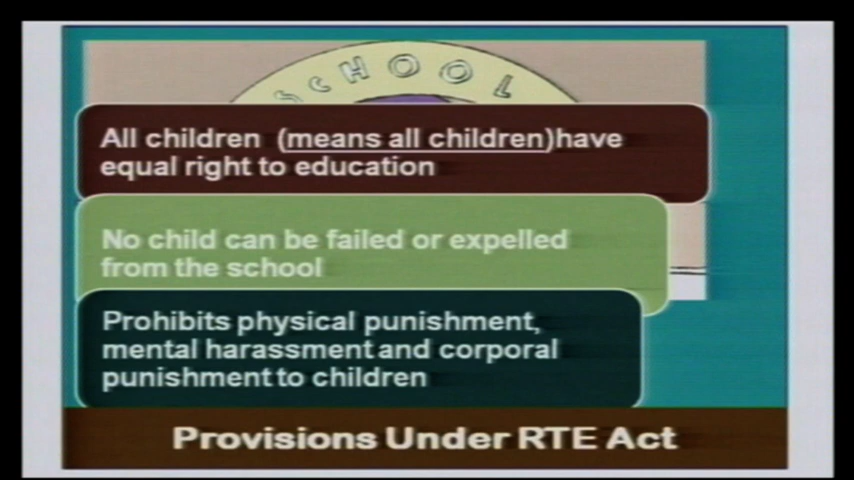 SCHOOL
All children (means all children)have
equal right to education
No child can be failed or expelled
from the school
Prohibits physical punishment,
mental harassment and corporal
punishment to children
Provisions Under RTE Act